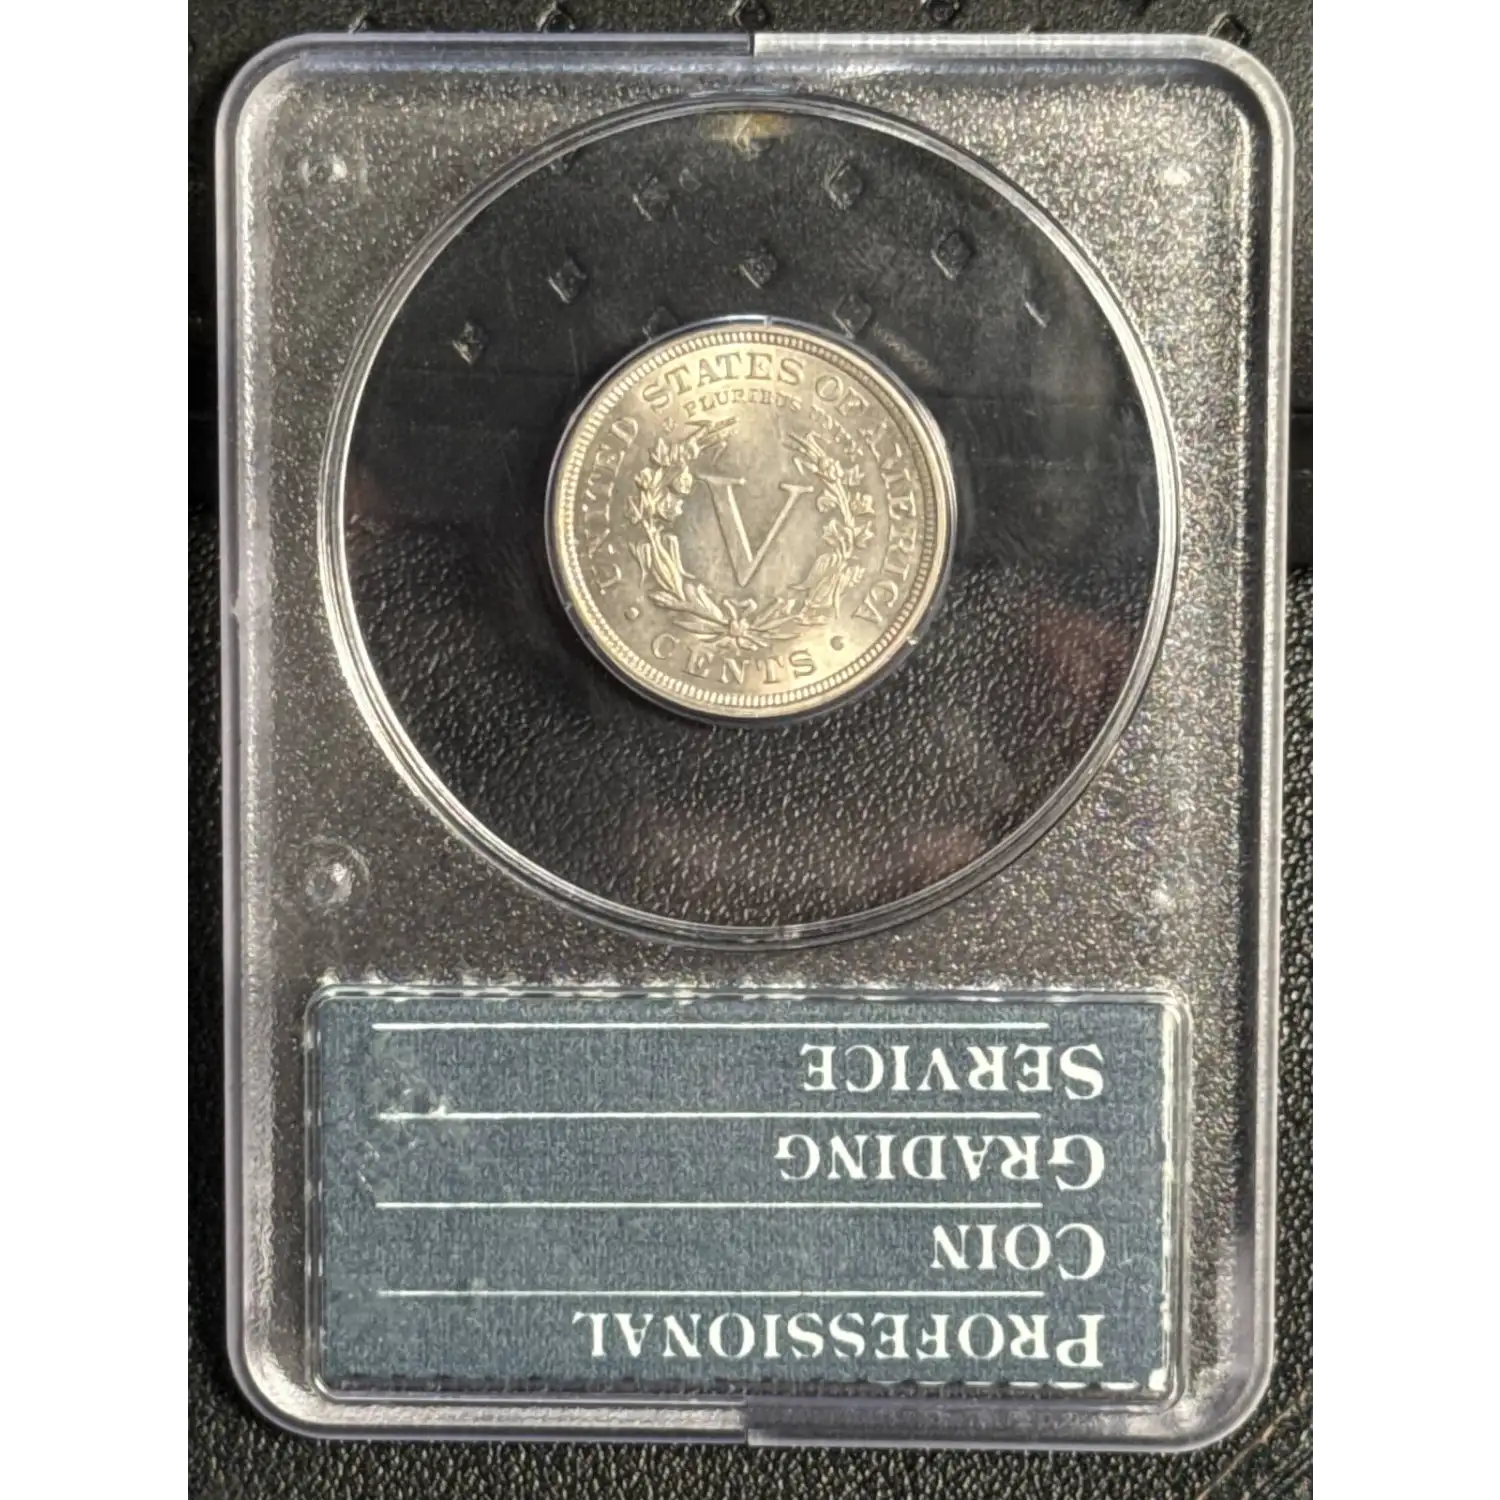 UNITED STATES OF AMERICA
E PLURIBUS UNUM
V
CENTS
PROFESSIONAL
COIN
GRADING
SERVICE